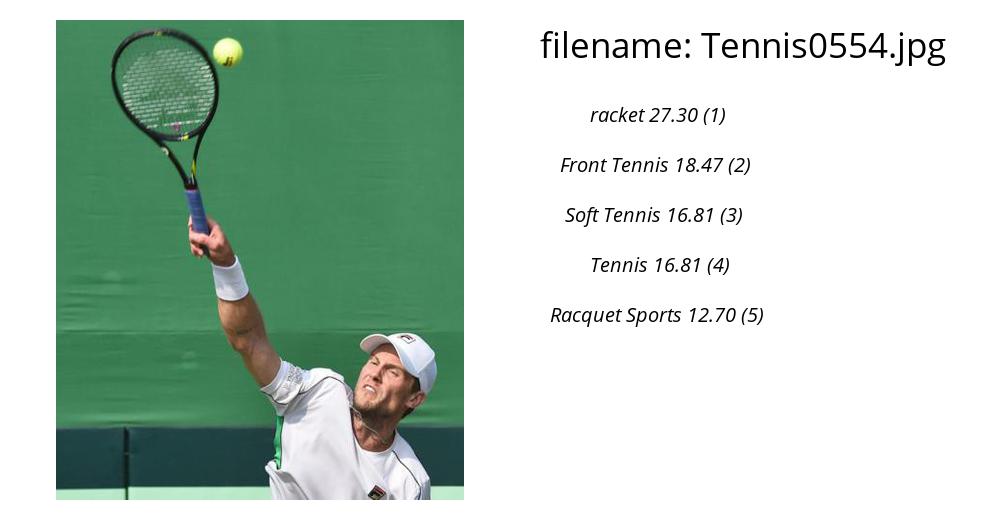 filename: Tennis0554.jpg
racket 27.30 (1)
Front Tennis 18.47 (2)
Soft Tennis 16.81 (3)
Tennis 16.81 (4)
Racquet Sports 12.70 (5)